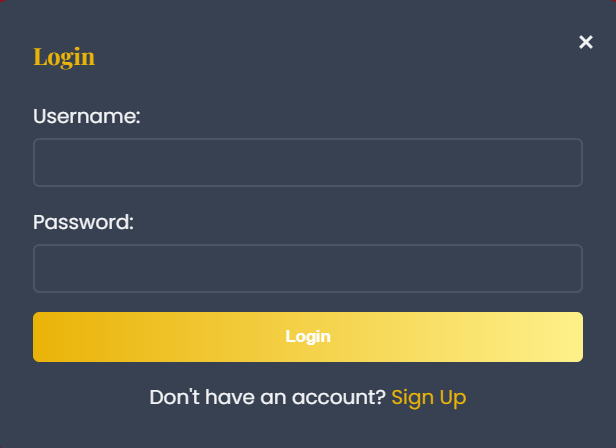 Login
×
Username:
Password:
Login
Don't have an account? Sign Up